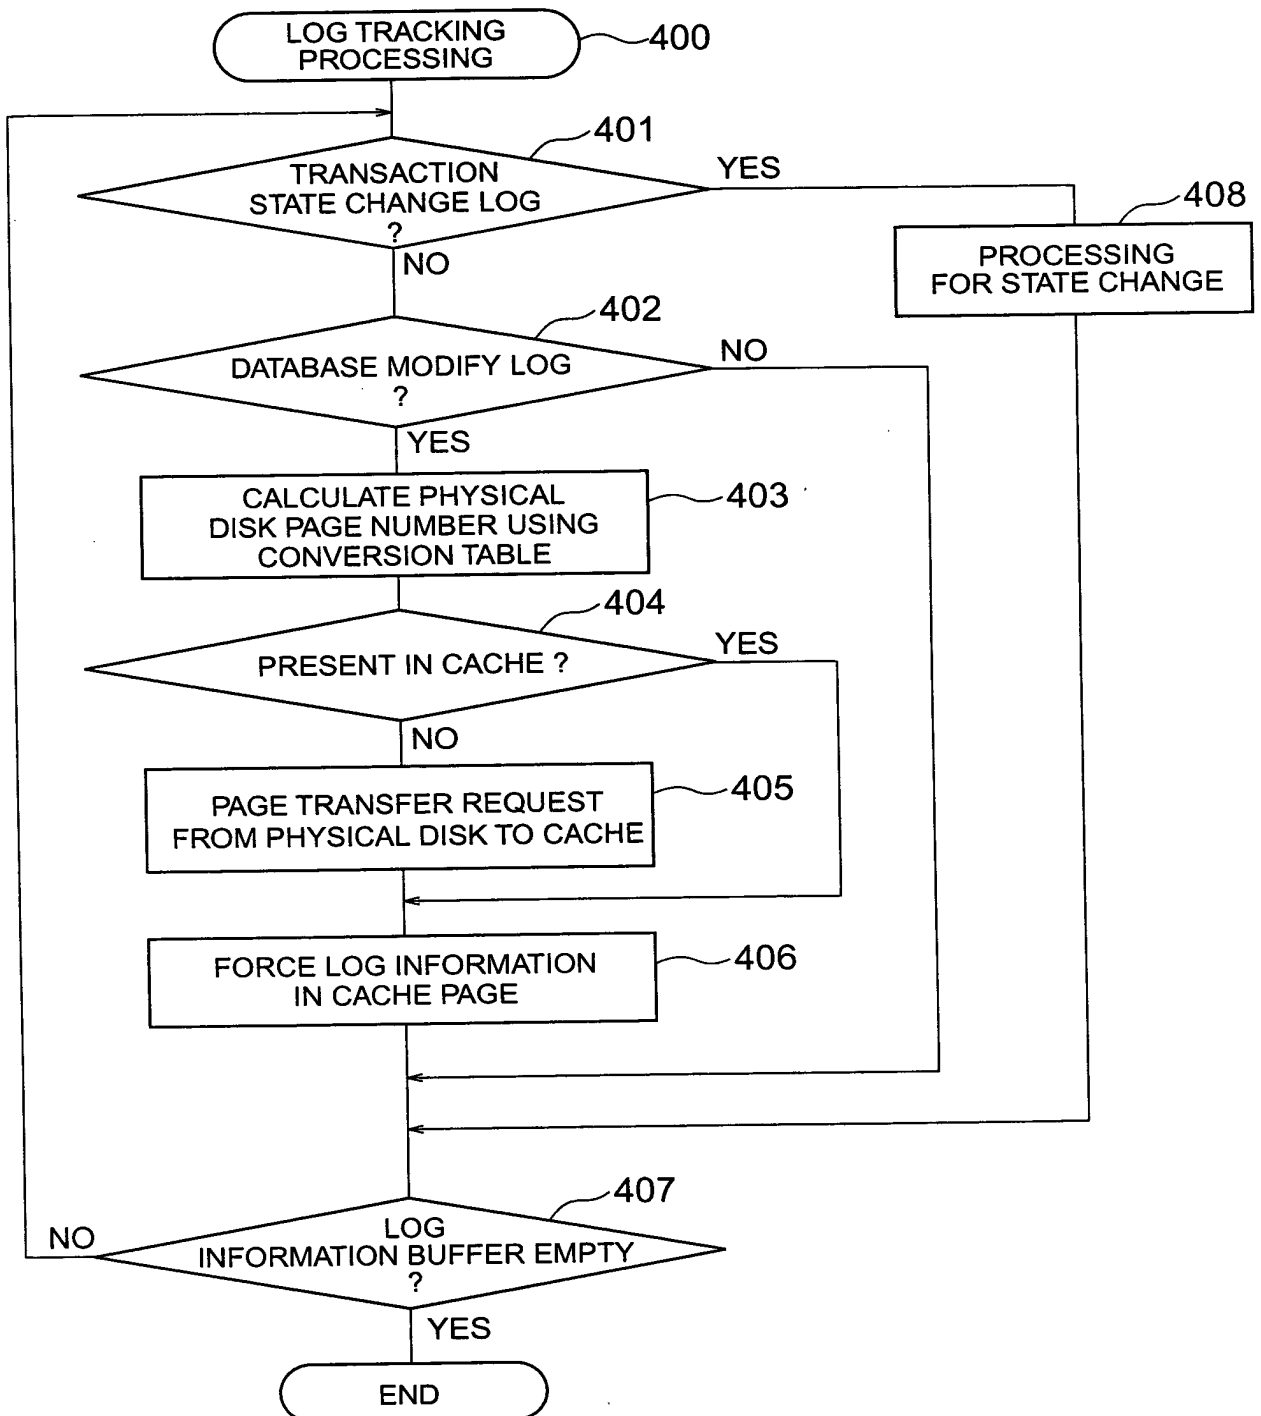 LOG TRACKING
PROCESSING
400
401
TRANSACTION
STATE CHANGE LOG
?
YES
NO
408
PROCESSING
FOR STATE CHANGE
402
DATABASE MODIFY LOG
?
NO
YES
403
CALCULATE PHYSICAL
DISK PAGE NUMBER USING
CONVERSION TABLE
404
PRESENT IN CACHE ?
YES
NO
405
PAGE TRANSFER REQUEST
FROM PHYSICAL DISK TO CACHE
406
FORCE LOG INFORMATION
IN CACHE PAGE
407
LOG
INFORMATION BUFFER EMPTY
?
NO
YES
END